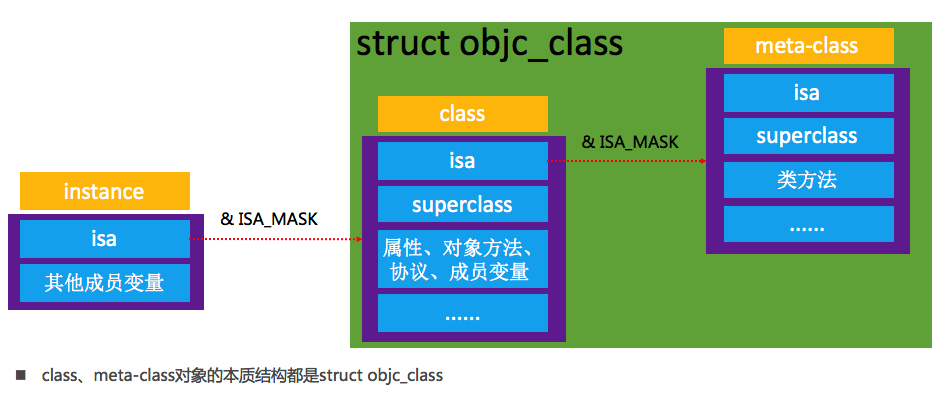 struct objc_class
meta-class
isa
superclass
类方法
......
class
& ISA_MASK
isa
superclass
属性、对象方法、
协议、成员变量
......
instance
& ISA_MASK
isa
其他成员变量
■ class、meta-class对象的本质结构都是struct objc_class